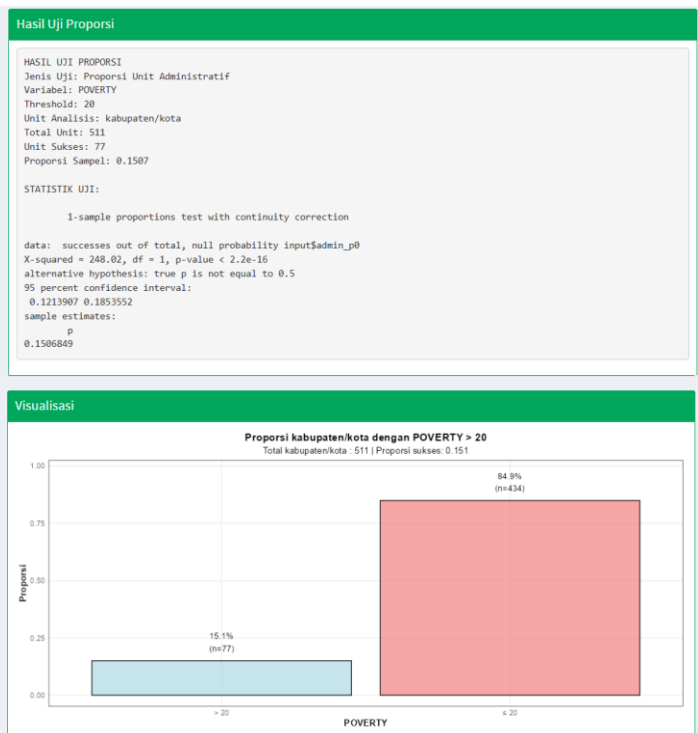 Hasil Uji Proporsi
HASIL UJI PROPORSI
Jenis Uji: Proporsi Unit Administratif
Variabel: POVERTY
Threshold: 20
Unit Analisis: kabupaten/kota
Total Unit: 511
Unit Sukses: 77
Proporsi Sampel: 0.1507
STATISTIK UJI:
1-sample proportions test with continuity correction
data: successes out of total, null probability input$admin_p0
X-squared = 248.02, df = 1, p-value < 2.2e-16
alternative hypothesis: true p is not equal to 0.5
95 percent confidence interval:
0.1213907 0.1853552
sample estimates:
p
0.1506849
Visualisasi
Proporsi kabupaten/kota dengan POVERTY > 20
Total kabupaten/kota : 511 | Proporsi sukses: 0.151
1.00
84.9%
(n=434)
0.75
Proporsi
0.50
0.25
15.1%
(n=77)
0.00
> 20
≤ 20
POVERTY